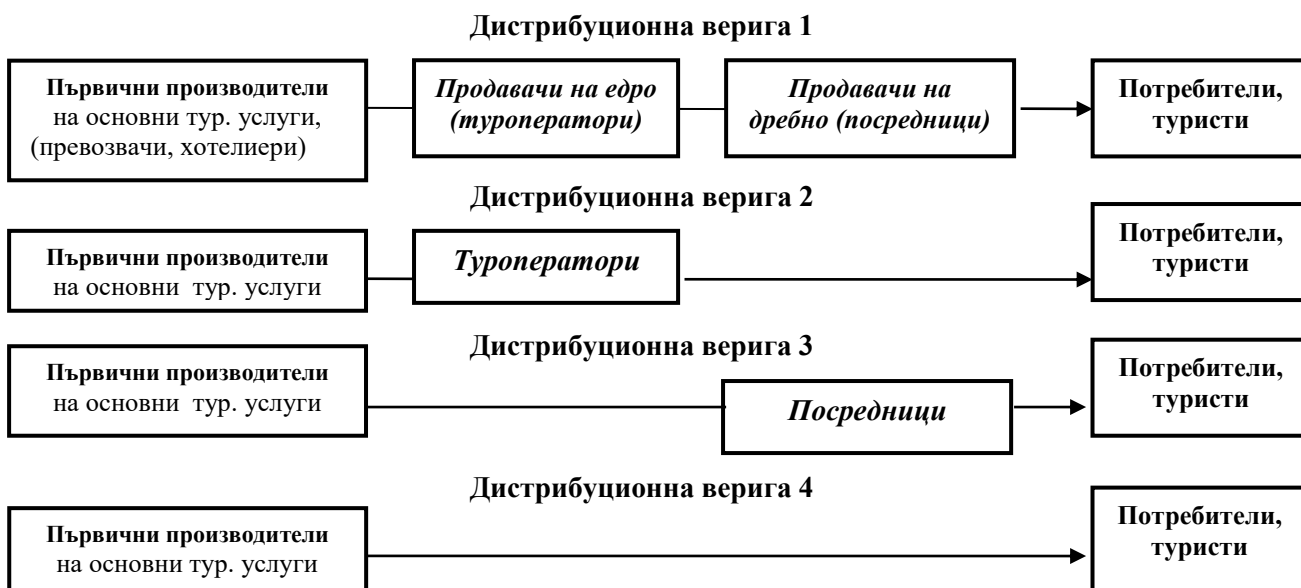 Дистрибуционна верига 1
Първични производители
на основни тур. услуги,
(превозвачи, хотелиери)
Продавачи на едро
(туроператори)
Продавачи на
дребно (посредници)
Потребители,
туристи
Дистрибуционна верига 2
Първични производители
на основни тур. услуги
Туроператори
Потребители,
туристи
Дистрибуционна верига 3
Първични производители
на основни тур. услуги
Посредници
Потребители,
туристи
Дистрибуционна верига 4
Първични производители
на основни тур. услуги
Потребители,
туристи